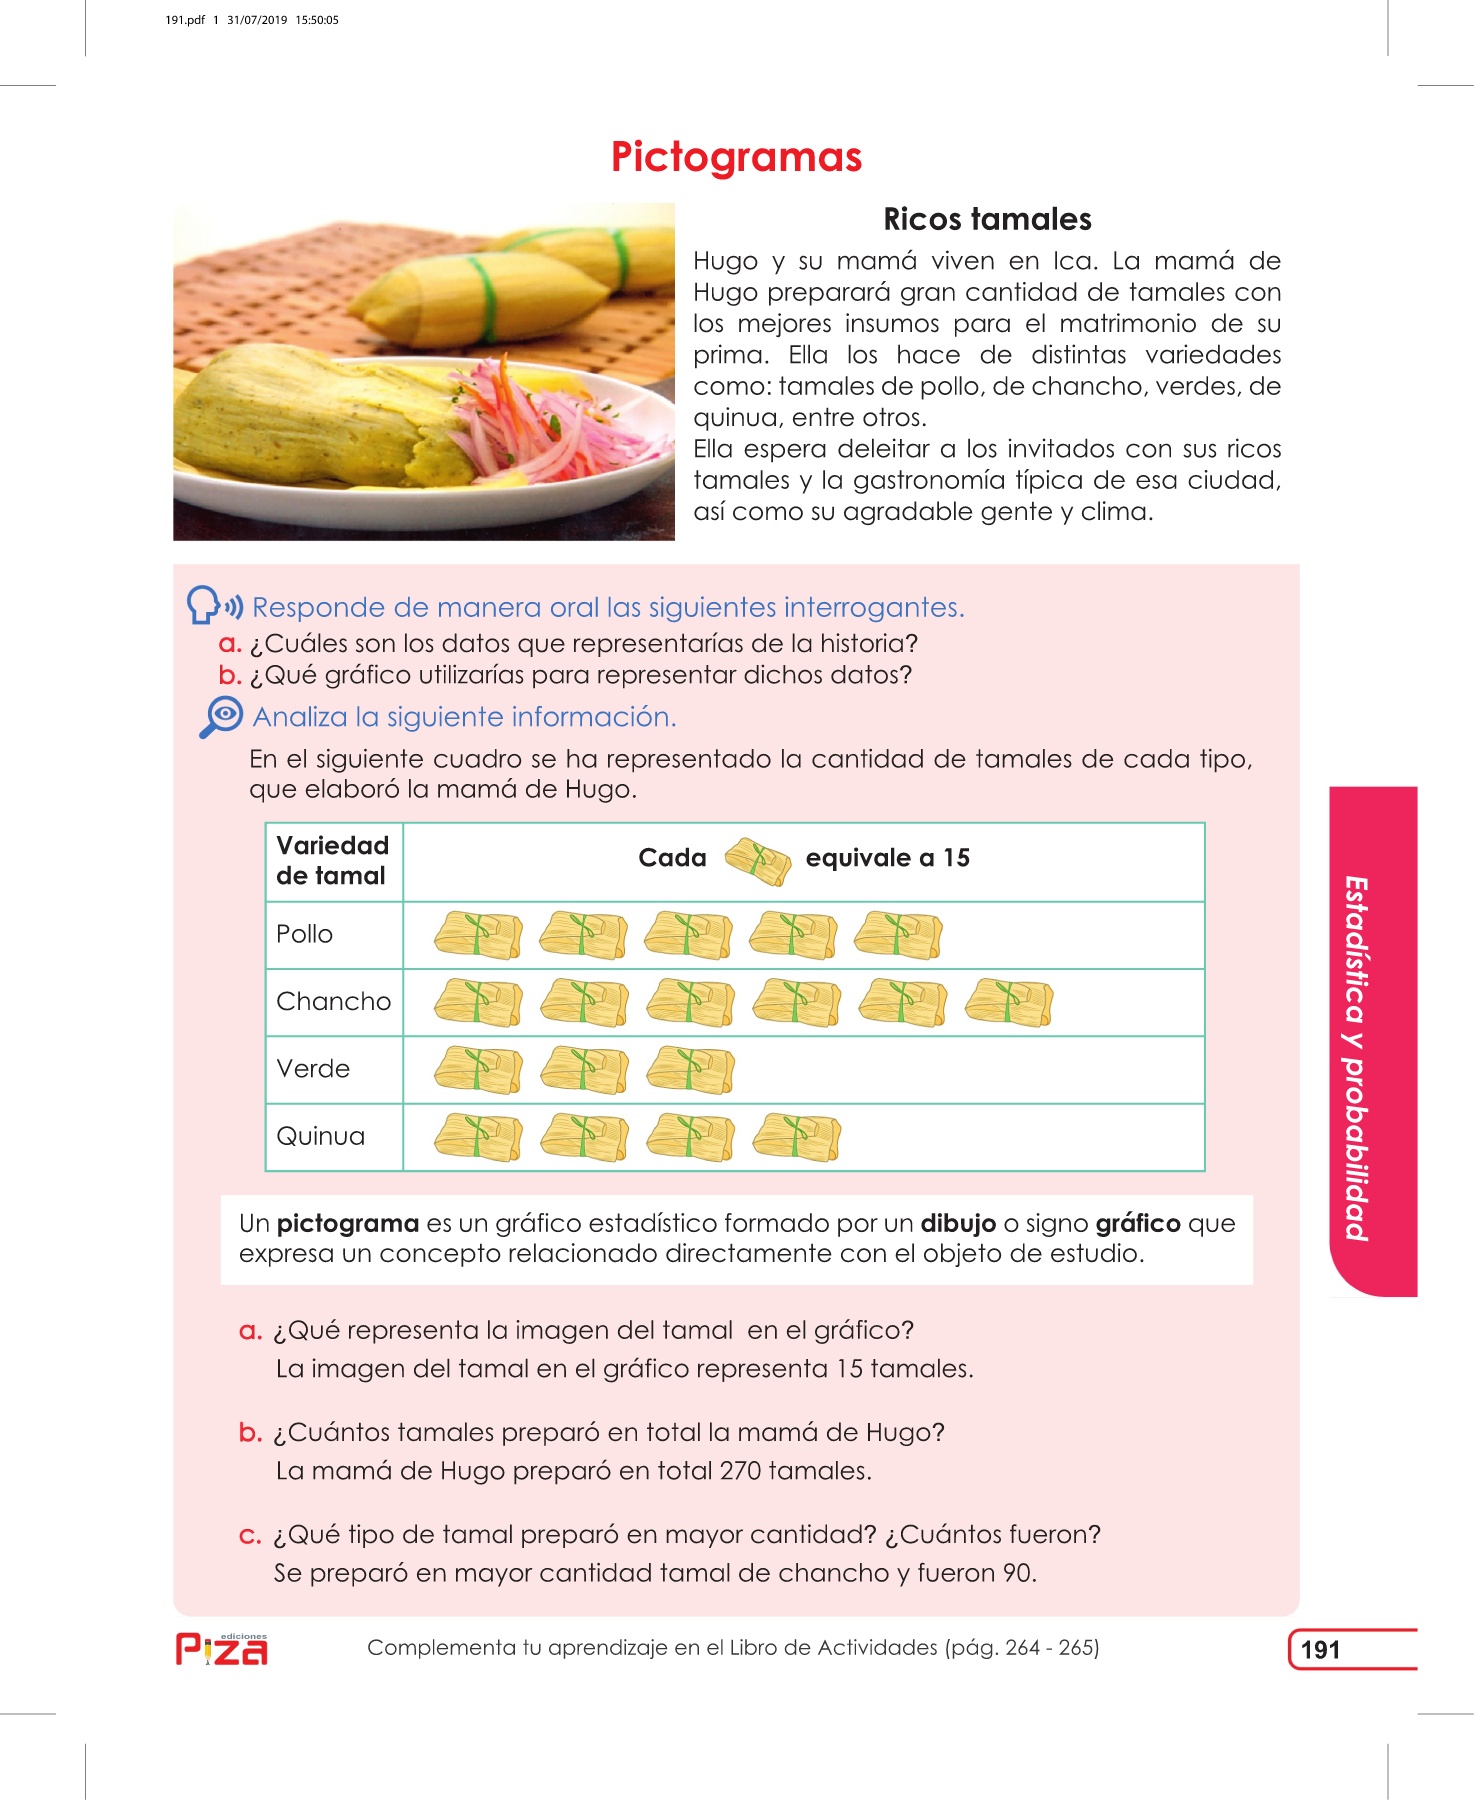 191.pdf 1 31/07/2019 15:50:05
Pictogramas
Ricos tamales
Hugo y su mamá viven en Ica. La mamá de
Hugo preparará gran cantidad de tamales con
los mejores insumos para el matrimonio de su
prima. Ella los hace de distintas variedades
como: tamales de pollo, de chancho, verdes, de
quinua, entre otros.
Ella espera deleitar a los invitados con sus ricos
tamales y la gastronomía típica de esa ciudad,
así como su agradable gente y clima.
Responde de manera oral las siguientes interrogantes.
a. ¿Cuáles son los datos que representarías de la historia?
b. ¿Qué gráfico utilizarías para representar dichos datos?
Analiza la siguiente información.
En el siguiente cuadro se ha representado la cantidad de tamales de cada tipo,
que elaboró la mamá de Hugo.
Variedad
de tamal
Cada equivale a 15
Pollo
Chancho
Verde
Quinua
Un pictograma es un gráfico estadístico formado por un dibujo o signo gráfico que
expresa un concepto relacionado directamente con el objeto de estudio.
a. ¿Qué representa la imagen del tamal en el gráfico?
La imagen del tamal en el gráfico representa 15 tamales.
b. ¿Cuántos tamales preparó en total la mamá de Hugo?
La mamá de Hugo preparó en total 270 tamales.
c. ¿Qué tipo de tamal preparó en mayor cantidad? ¿Cuántos fueron?
Se preparó en mayor cantidad tamal de chancho y fueron 90.
Estadística y probabilidad
ediciones
Piza
Complementa tu aprendizaje en el Libro de Actividades (pág. 264 - 265)
191